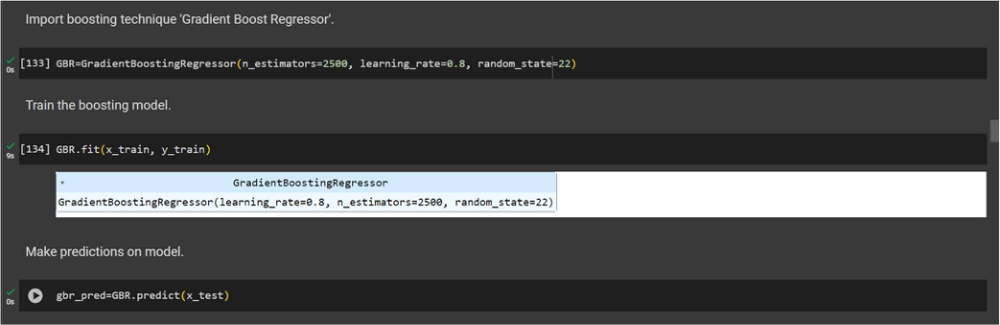 Import boosting technique 'Gradient Boost Regressor'.
[133] GBR=GradientBoostingRegressor(n_estimators=2500, learning_rate=0.8, random_state=22)
0s
Train the boosting model.
[134] GBR.fit(x_train, y_train)
9s
GradientBoostingRegressor
GradientBoostingRegressor(learning_rate=0.8, n_estimators=2500, random_state=22)
Make predictions on model.
gbr_pred=GBR.predict(x_test)
0s